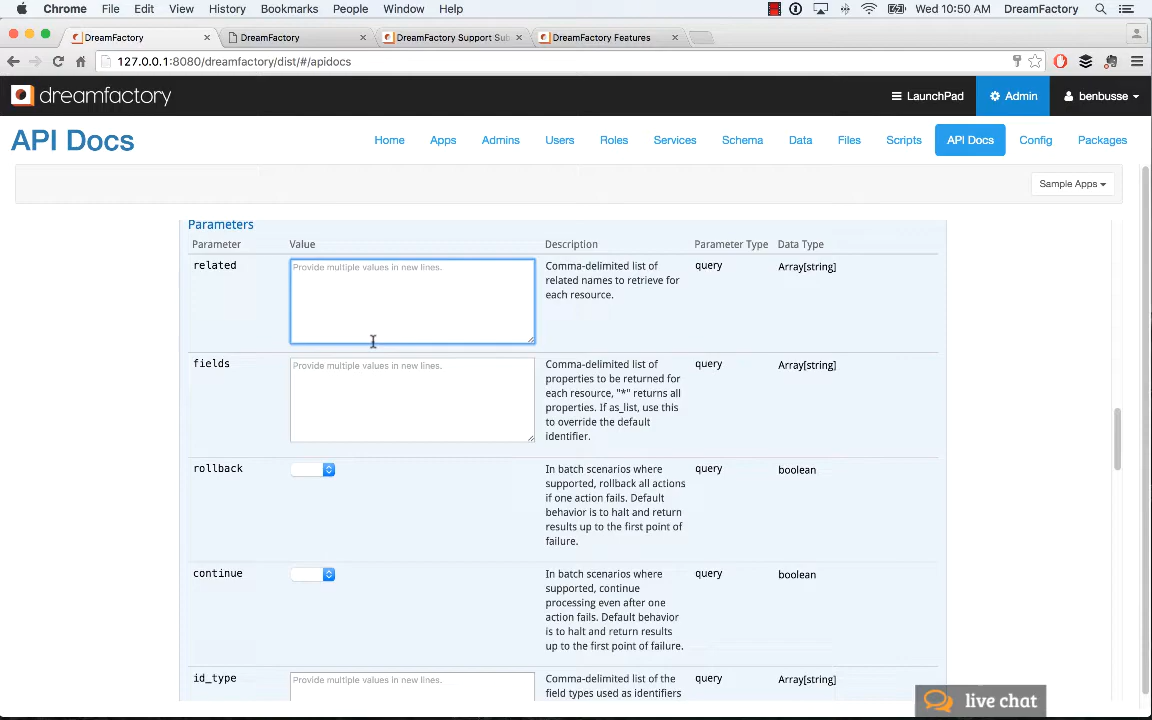 Chrome File Edit View History Bookmarks People Window Help Wed 10:50 AM DreamFactory
DreamFactory × DreamFactory × DreamFactory Support Sub × DreamFactory Features ×
127.0.0.1:8080/dreamfactory/dist/#/apidocs
dreamfactory LaunchPad Admin benbusse
API Docs Home Apps Admins Users Roles Services Schema Data Files Scripts API Docs Config Packages
Sample Apps
Parameters
Parameter Value Description Parameter Type Data Type
related Provide multiple values in new lines. Comma-delimited list of query Array[string]
related names to retrieve for
each resource.
fields Provide multiple values in new lines. Comma-delimited list of query Array[string]
properties to be returned for
each resource, "*" returns all
properties. If as_list, use this
to override the default
identifier.
rollback In batch scenarios where query boolean
supported, rollback all actions
if one action fails. Default
behavior is to halt and return
results up to the first point of
failure.
continue In batch scenarios where query boolean
supported, continue
processing even after one
action fails. Default behavior
is to halt and return results
up to the first point of failure.
id_type Provide multiple values in new lines. Comma-delimited list of the query Array[string]
field types used as identifiers
live chat